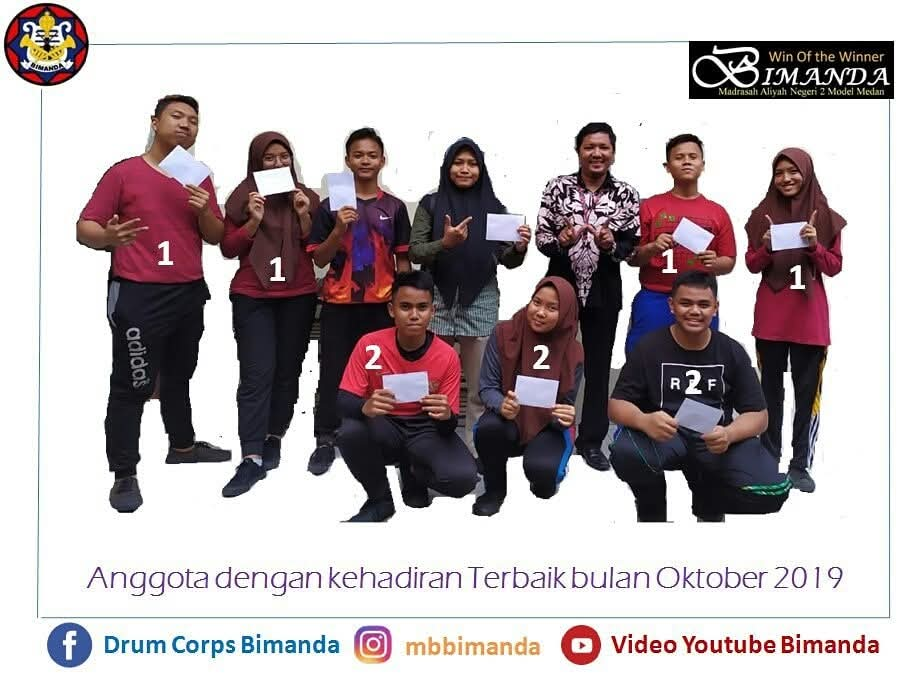 BIMANDA
Win Of the Winner
BIMANDA
Madrasah Aliyah Negeri 2 Model Medan
1
1
1
1
adidas
2
2
2
R F
Anggota dengan kehadiran Terbaik bulan Oktober 2019
Drum Corps Bimanda
mbbimanda
Video Youtube Bimanda